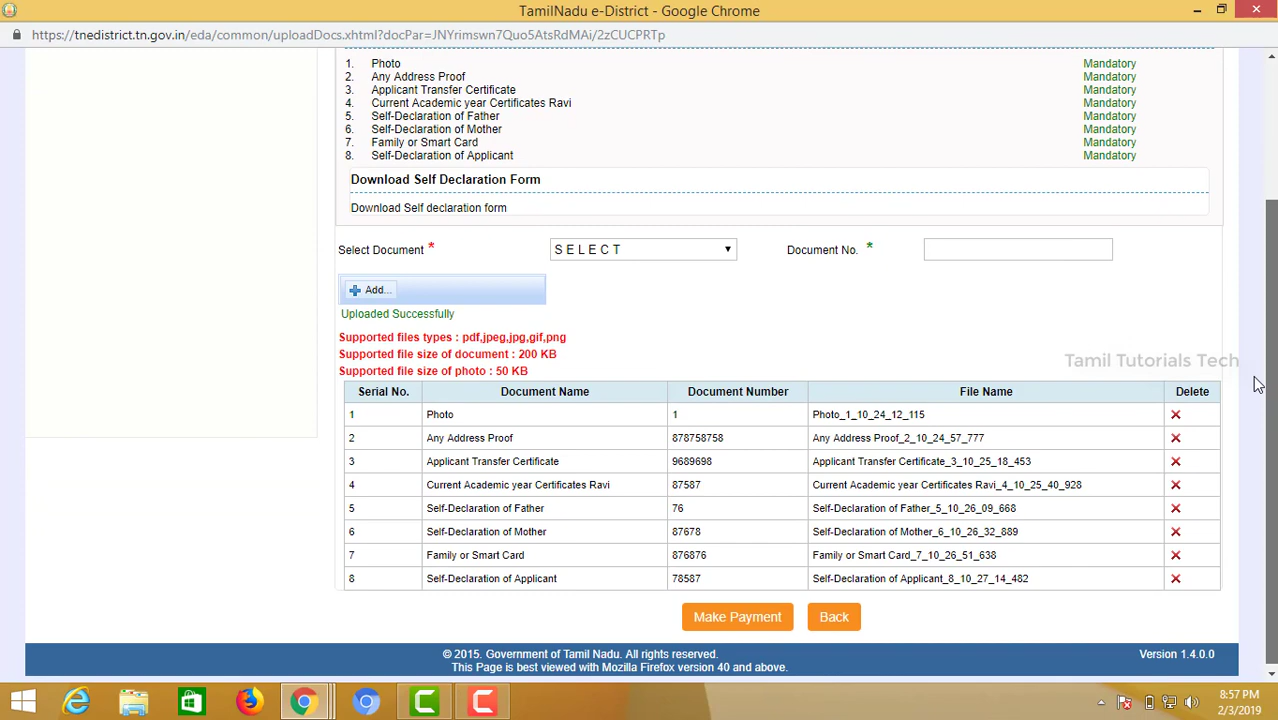 TamilNadu e-District - Google Chrome
https://tnedistrict.tn.gov.in/eda/common/uploadDocs.xhtml?docPar=JNYrimswn7Quo5AtsRdMAi/2zCUCPRTp
1. Photo Mandatory
2. Any Address Proof Mandatory
3. Applicant Transfer Certificate Mandatory
4. Current Academic year Certificates Ravi Mandatory
5. Self-Declaration of Father Mandatory
6. Self-Declaration of Mother Mandatory
7. Family or Smart Card Mandatory
8. Self-Declaration of Applicant Mandatory
Download Self Declaration Form
Download Self declaration form
Select Document * S E L E C T Document No. *
Add...
Uploaded Successfully
Supported files types : pdf,jpeg,jpg,gif,png
Supported file size of document : 200 KB
Tamil Tutorials Tech
Supported file size of photo : 50 KB
Serial No. Document Name Document Number File Name Delete
1 Photo 1 Photo_1_10_24_12_115
2 Any Address Proof 878758758 Any Address Proof_2_10_24_57_777
3 Applicant Transfer Certificate 9689698 Applicant Transfer Certificate_3_10_25_18_453
4 Current Academic year Certificates Ravi 87587 Current Academic year Certificates Ravi_4_10_25_40_928
5 Self-Declaration of Father 76 Self-Declaration of Father_5_10_26_09_668
6 Self-Declaration of Mother 87678 Self-Declaration of Mother_6_10_26_32_889
7 Family or Smart Card 876876 Family or Smart Card_7_10_26_51_638
8 Self-Declaration of Applicant 78587 Self-Declaration of Applicant_8_10_27_14_482
Make Payment Back
© 2015. Government of Tamil Nadu. All rights reserved. Version 1.4.0.0
This Page is best viewed with Mozilla Firefox version 40 and above.
8:57 PM
2/3/2019